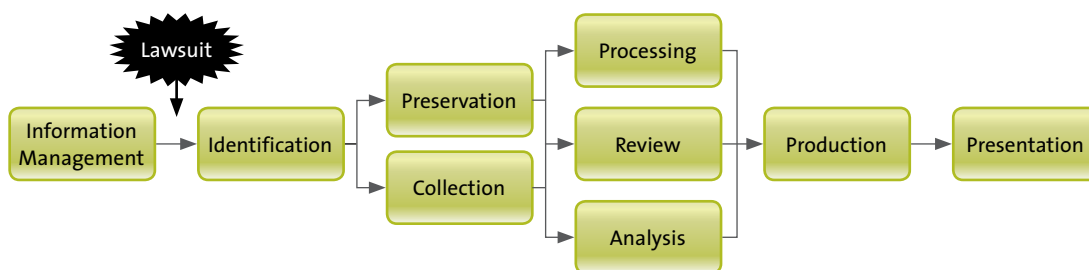 Lawsuit
Information
Management
Identification
Preservation
Collection
Processing
Review
Analysis
Production
Presentation